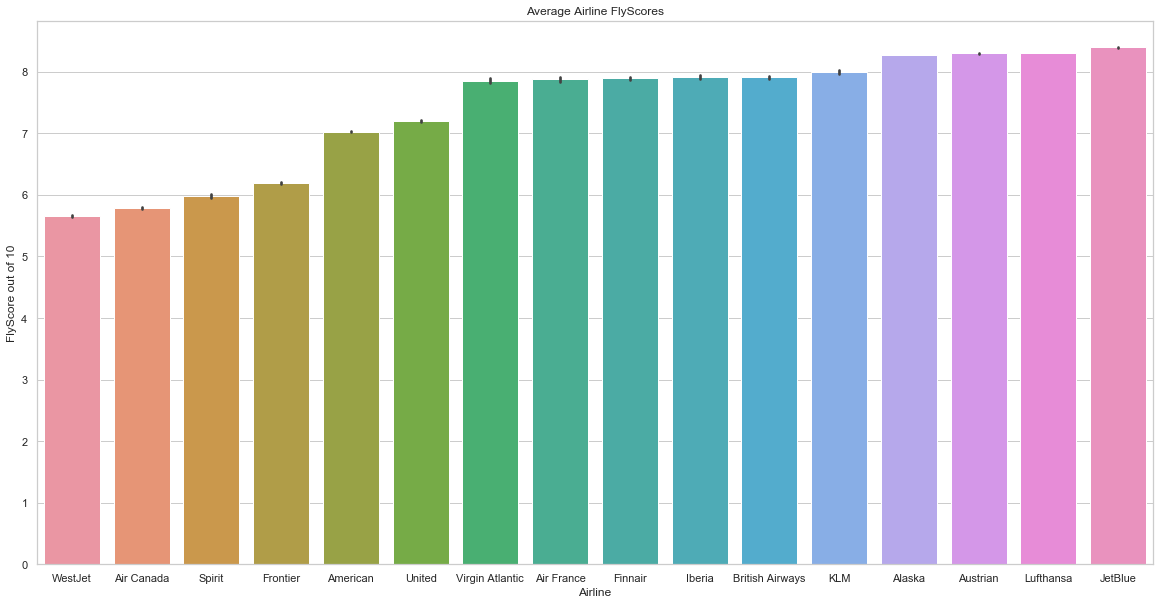 Average Airline FlyScores
FlyScore out of 10
8
7
6
5
4
3
2
1
0
WestJet
Air Canada
Spirit
Frontier
American
United
Virgin Atlantic
Air France
Finnair
Iberia
British Airways
KLM
Alaska
Austrian
Lufthansa
JetBlue
Airline